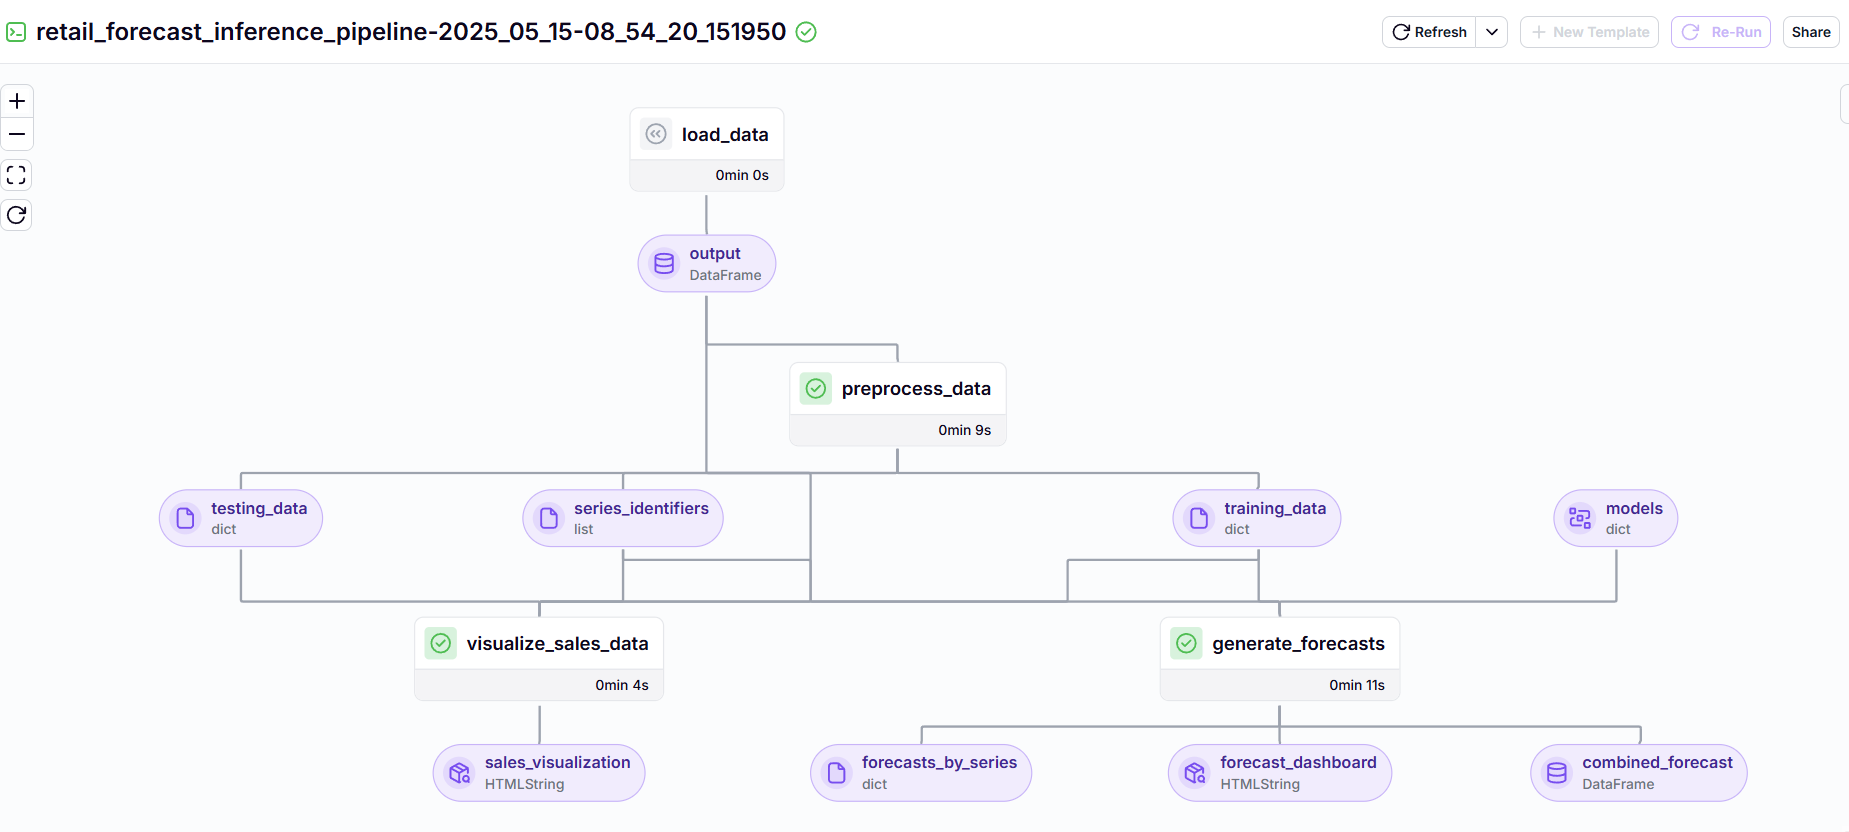 retail_forecast_inference_pipeline-2025_05_15-08_54_20_151950
Refresh
New Template
Re-Run
Share
load_data
0min 0s
output
DataFrame
preprocess_data
0min 9s
testing_data
dict
series_identifiers
list
training_data
dict
models
dict
visualize_sales_data
0min 4s
generate_forecasts
0min 11s
sales_visualization
HTMLString
forecasts_by_series
dict
forecast_dashboard
HTMLString
combined_forecast
DataFrame